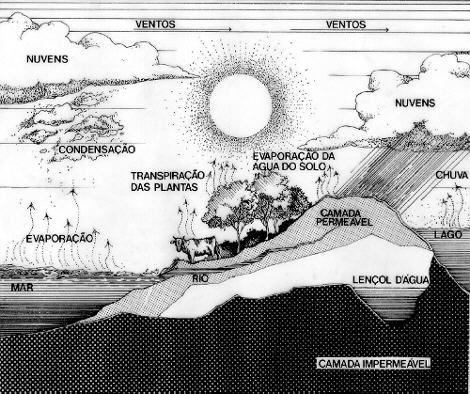 VENTOS
VENTOS
NUVENS
NUVENS
CONDENSAÇÃO
TRANSPIRAÇÃO
DAS PLANTAS
EVAPORAÇÃO DA
ÁGUA DO SOLO
CHUVA
CAMADA
PERMEÁVEL
EVAPORAÇÃO
LAGO
MAR
RIO
LENÇOL D'ÁGUA
CAMADA IMPERMEÁVEL